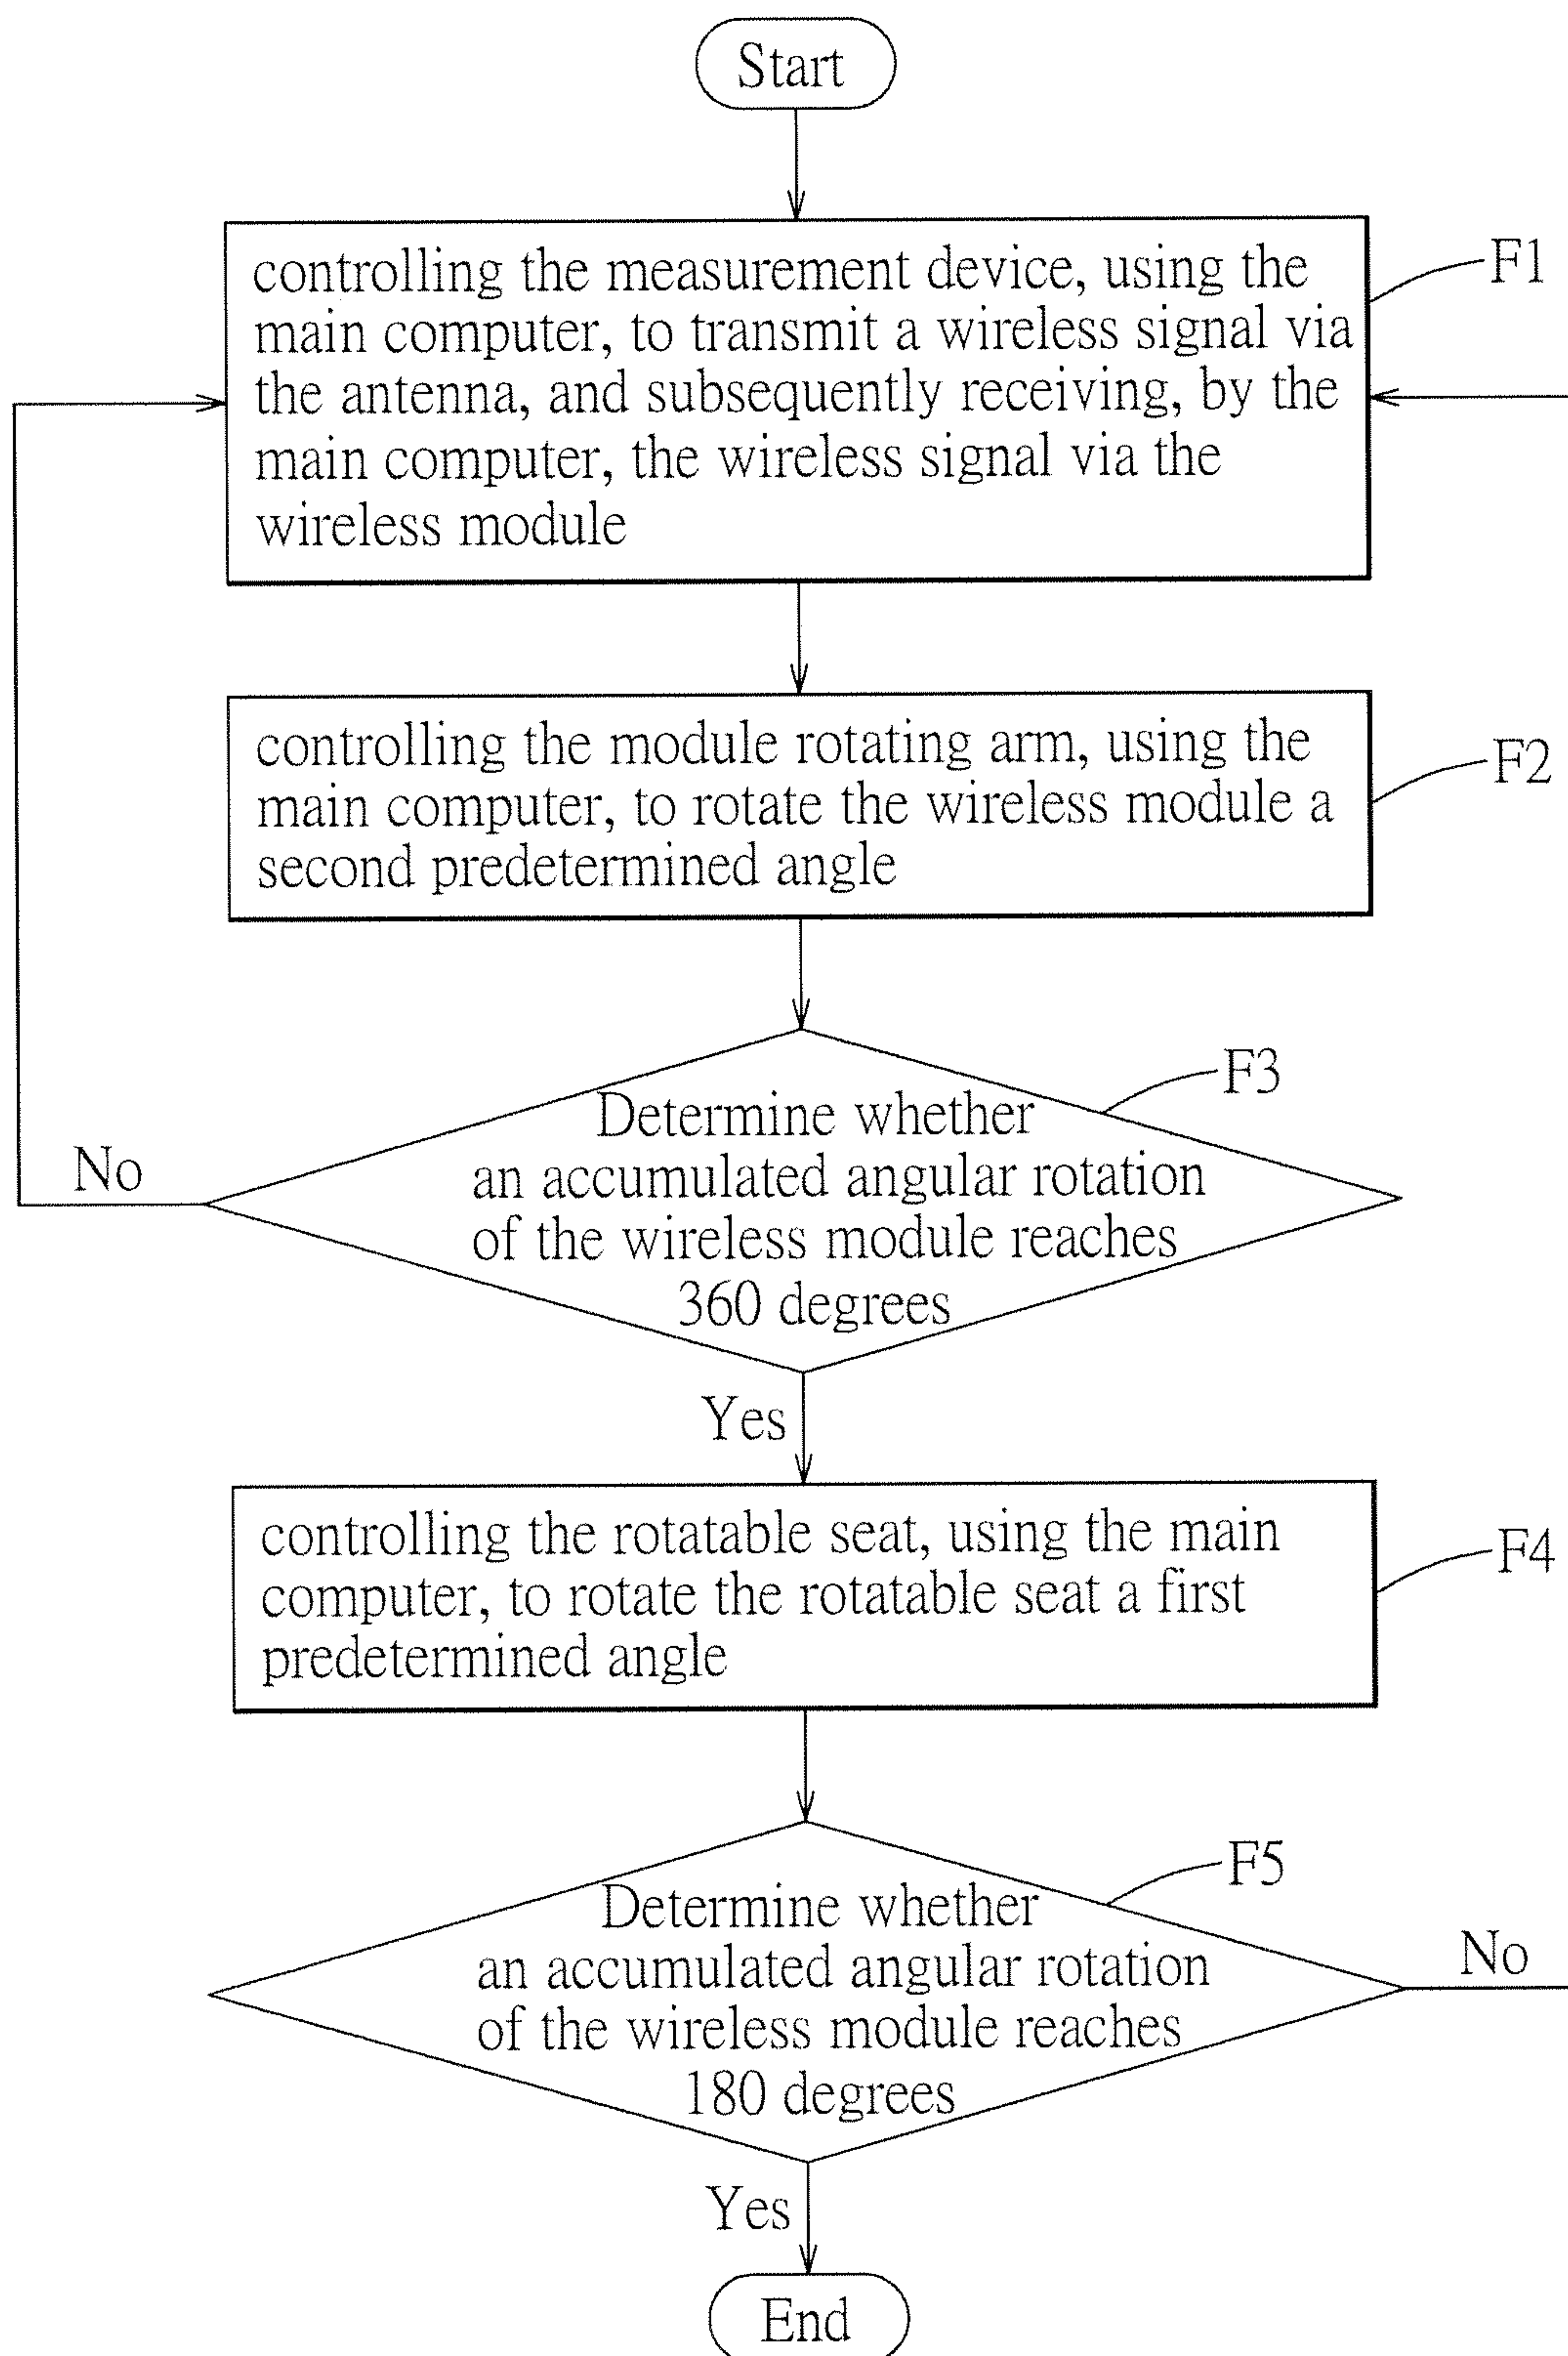 Start
controlling the measurement device, using the
main computer, to transmit a wireless signal via
the antenna, and subsequently receiving, by the
main computer, the wireless signal via the
wireless module
F1
controlling the module rotating arm, using the
main computer, to rotate the wireless module a
second predetermined angle
F2
F3
Determine whether
an accumulated angular rotation
of the wireless module reaches
360 degrees
No
Yes
controlling the rotatable seat, using the main
computer, to rotate the rotatable seat a first
predetermined angle
F4
F5
Determine whether
an accumulated angular rotation
of the wireless module reaches
180 degrees
No
Yes
End